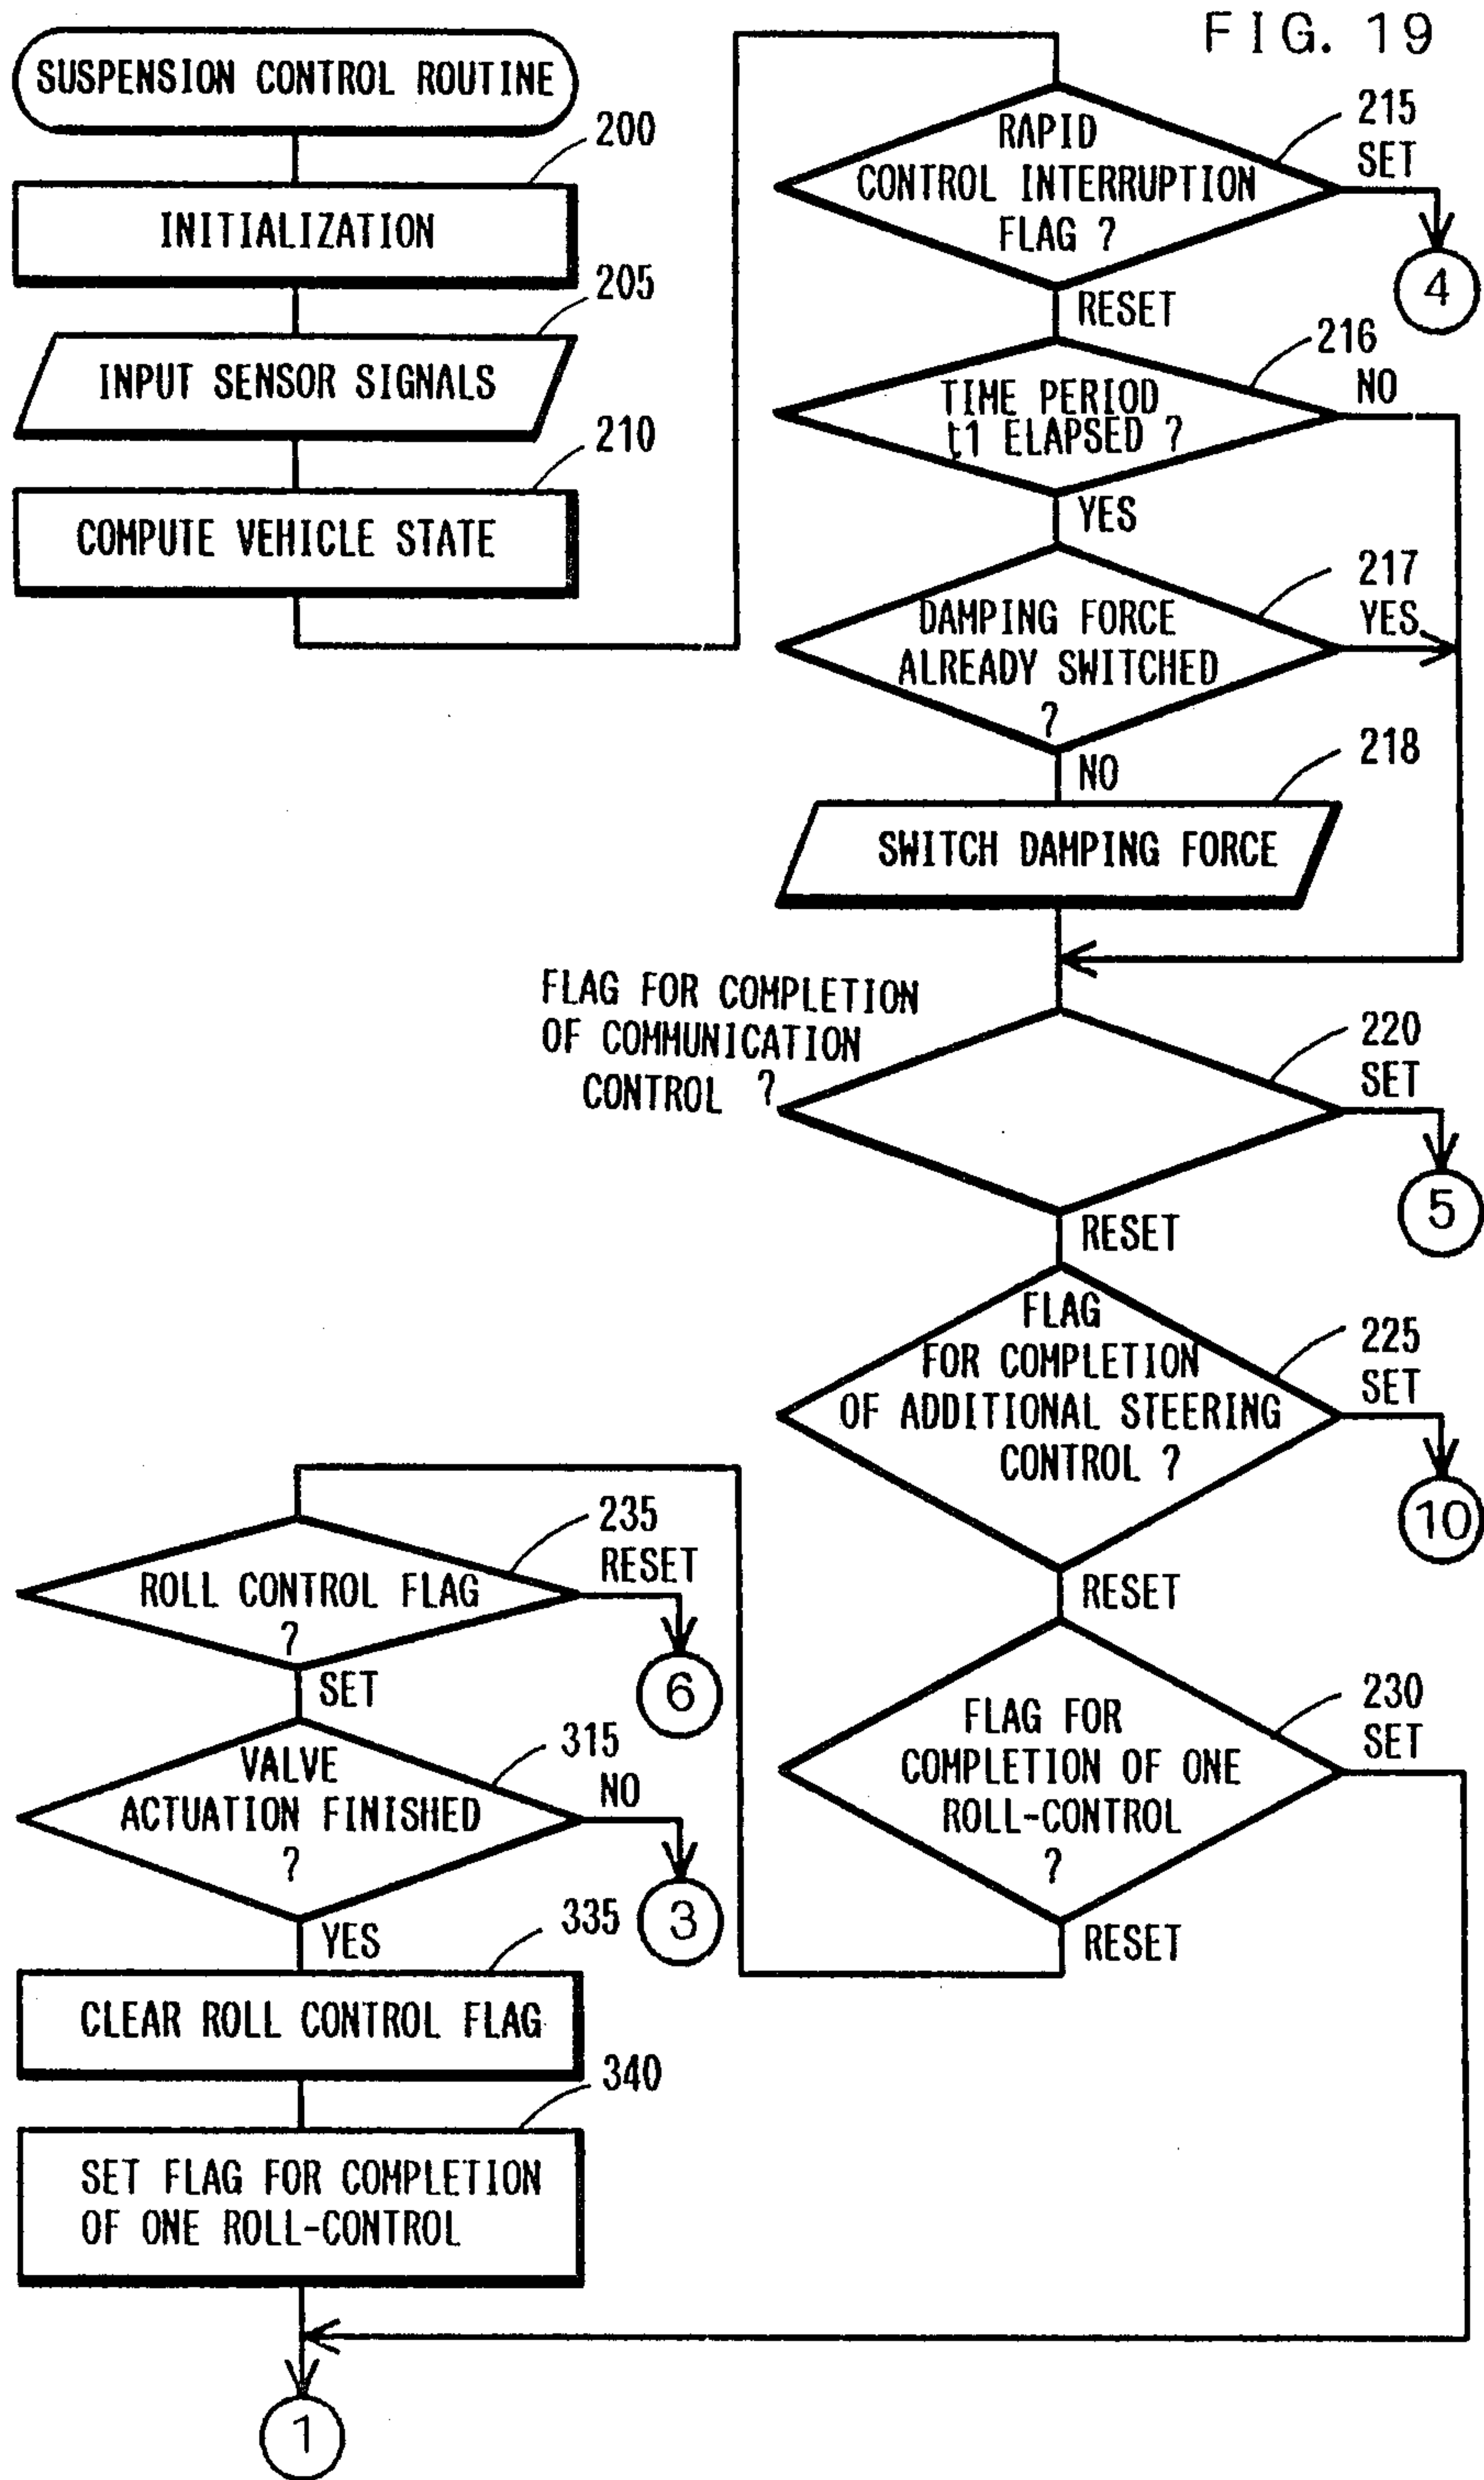 FIG. 19
SUSPENSION CONTROL ROUTINE
200
INITIALIZATION
205
INPUT SENSOR SIGNALS
210
COMPUTE VEHICLE STATE
215
RAPID
CONTROL INTERRUPTION
FLAG ?
SET
4
RESET
216
TIME PERIOD
t1 ELAPSED ?
NO
YES
217
DAMPING FORCE
ALREADY SWITCHED
?
YES
NO
218
SWITCH DAMPING FORCE
FLAG FOR COMPLETION
OF COMMUNICATION
CONTROL ?
220
SET
5
RESET
225
FLAG
FOR COMPLETION
OF ADDITIONAL STEERING
CONTROL ?
SET
10
RESET
230
FLAG FOR
COMPLETION OF ONE
ROLL-CONTROL
?
SET
RESET
235
ROLL CONTROL FLAG
?
RESET
6
SET
315
VALVE
ACTUATION FINISHED
?
NO
3
YES
335
CLEAR ROLL CONTROL FLAG
340
SET FLAG FOR COMPLETION
OF ONE ROLL-CONTROL
1